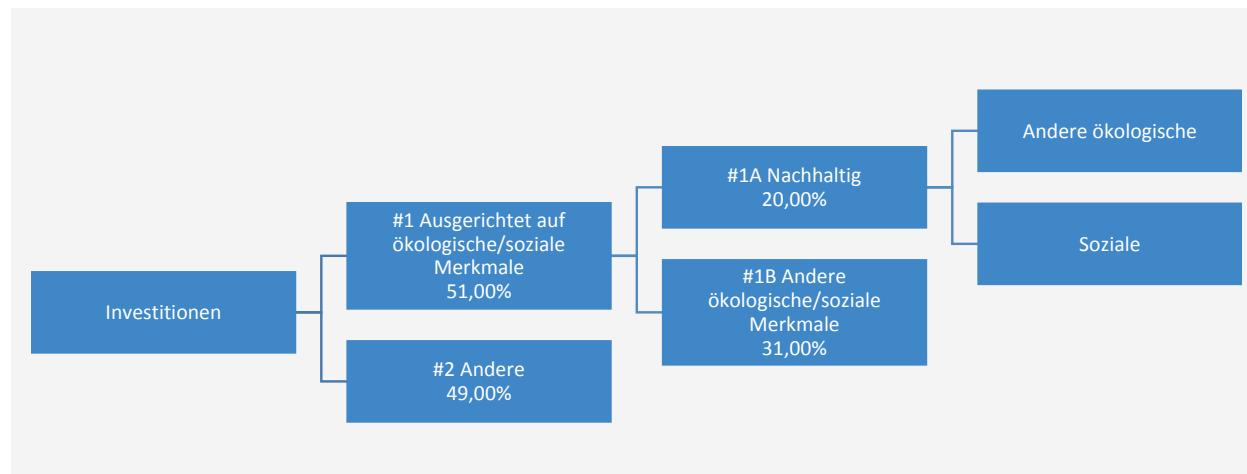 Investitionen
#1 Ausgerichtet auf
ökologische/soziale
Merkmale
51,00%
#2 Andere
49,00%
#1A Nachhaltig
20,00%
#1B Andere
ökologische/soziale
Merkmale
31,00%
Andere ökologische
Soziale